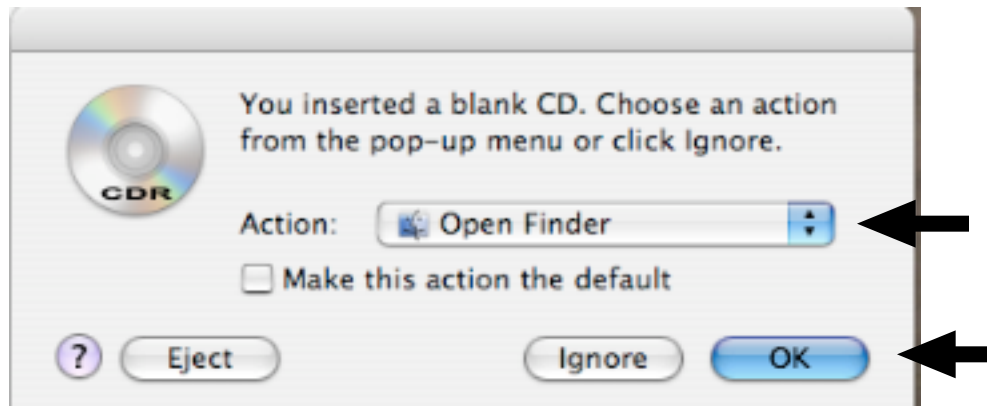 You inserted a blank CD. Choose an action
from the pop-up menu or click Ignore.
CDR
Action: Open Finder
Make this action the default
? Eject Ignore OK